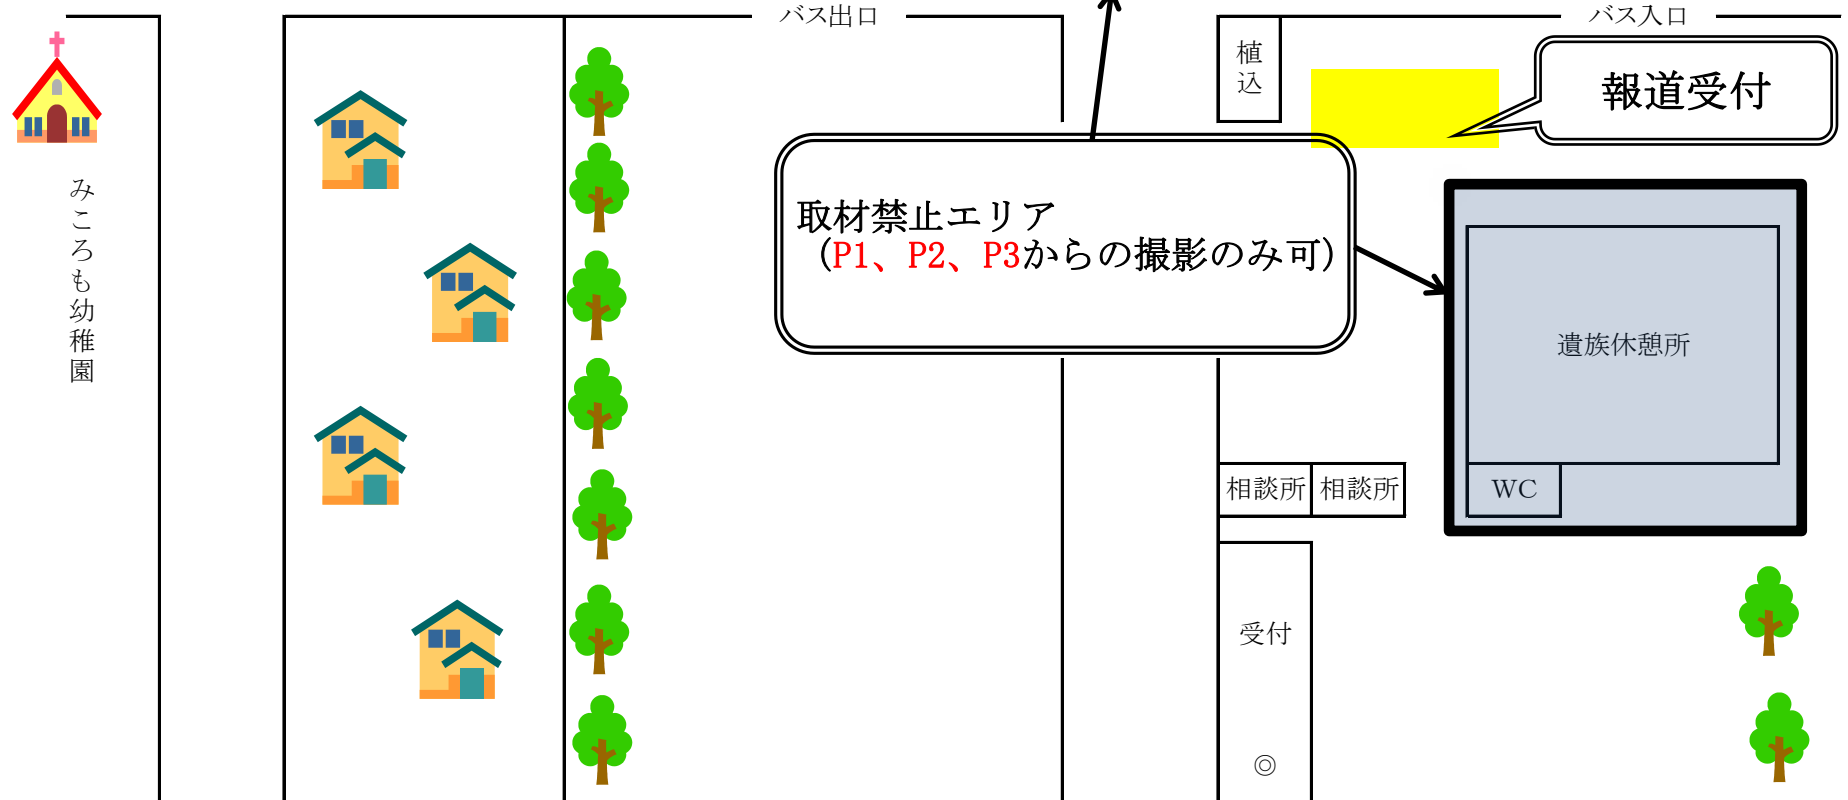 バス出口
バス入口
植込
報道受付
みころも幼稚園
取材禁止エリア
（P1、P2、P3からの撮影のみ可）
遺族休憩所
相談所
相談所
WC
受付
◎